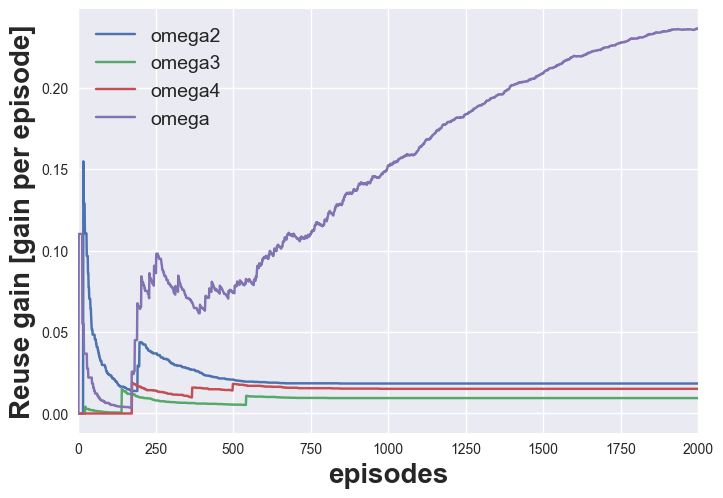 omega2
omega3
omega4
omega
Reuse gain [gain per episode]
0.20
0.15
0.10
0.05
0.00
0 250 500 750 1000 1250 1500 1750 2000
episodes